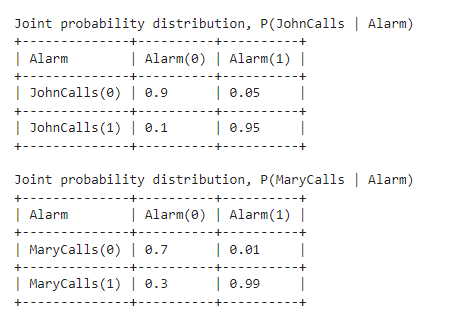 Joint probability distribution, P(JohnCalls | Alarm)
+--------------+----------+----------+
| Alarm        | Alarm(0) | Alarm(1) |
+--------------+----------+----------+
| JohnCalls(0) | 0.9      | 0.05     |
+--------------+----------+----------+
| JohnCalls(1) | 0.1      | 0.95     |
+--------------+----------+----------+
Joint probability distribution, P(MaryCalls | Alarm)
+--------------+----------+----------+
| Alarm        | Alarm(0) | Alarm(1) |
+--------------+----------+----------+
| MaryCalls(0) | 0.7      | 0.01     |
+--------------+----------+----------+
| MaryCalls(1) | 0.3      | 0.99     |
+--------------+----------+----------+